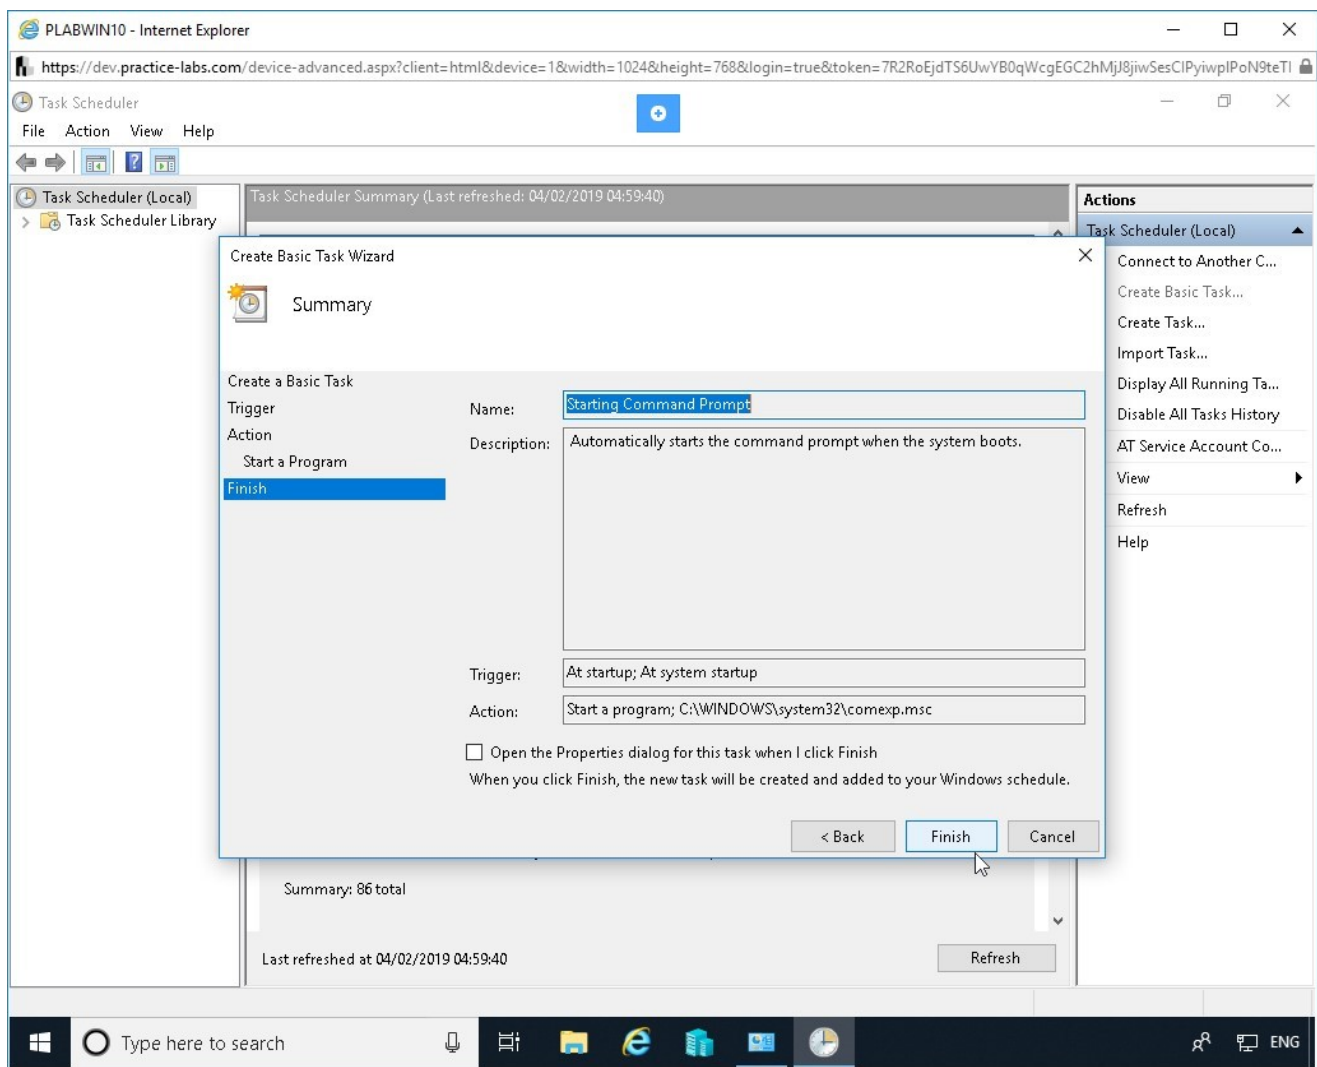 PLABWIN10 - Internet Explorer
https://dev.practice-labs.com/device-advanced.aspx?client=html&device=1&width=1024&height=768&login=true&token=7R2RoEjdTS6UwYB0qWcgEGC2hMjJ8jiwSesCIPyiwpIPoN9teTI
Task Scheduler
File Action View Help
Task Scheduler (Local)
Task Scheduler Library
Task Scheduler Summary (Last refreshed: 04/02/2019 04:59:40)
Create Basic Task Wizard
Summary
Create a Basic Task
Trigger
Action
Start a Program
Finish
Name: Starting Command Prompt
Description: Automatically starts the command prompt when the system boots.
Trigger: At startup; At system startup
Action: Start a program; C:\WINDOWS\system32\comexp.msc
Open the Properties dialog for this task when I click Finish
When you click Finish, the new task will be created and added to your Windows schedule.
< Back Finish Cancel
Summary: 86 total
Last refreshed at 04/02/2019 04:59:40
Refresh
Actions
Task Scheduler (Local)
Connect to Another C...
Create Basic Task...
Create Task...
Import Task...
Display All Running Ta...
Disable All Tasks History
AT Service Account Co...
View
Refresh
Help
Type here to search
ENG